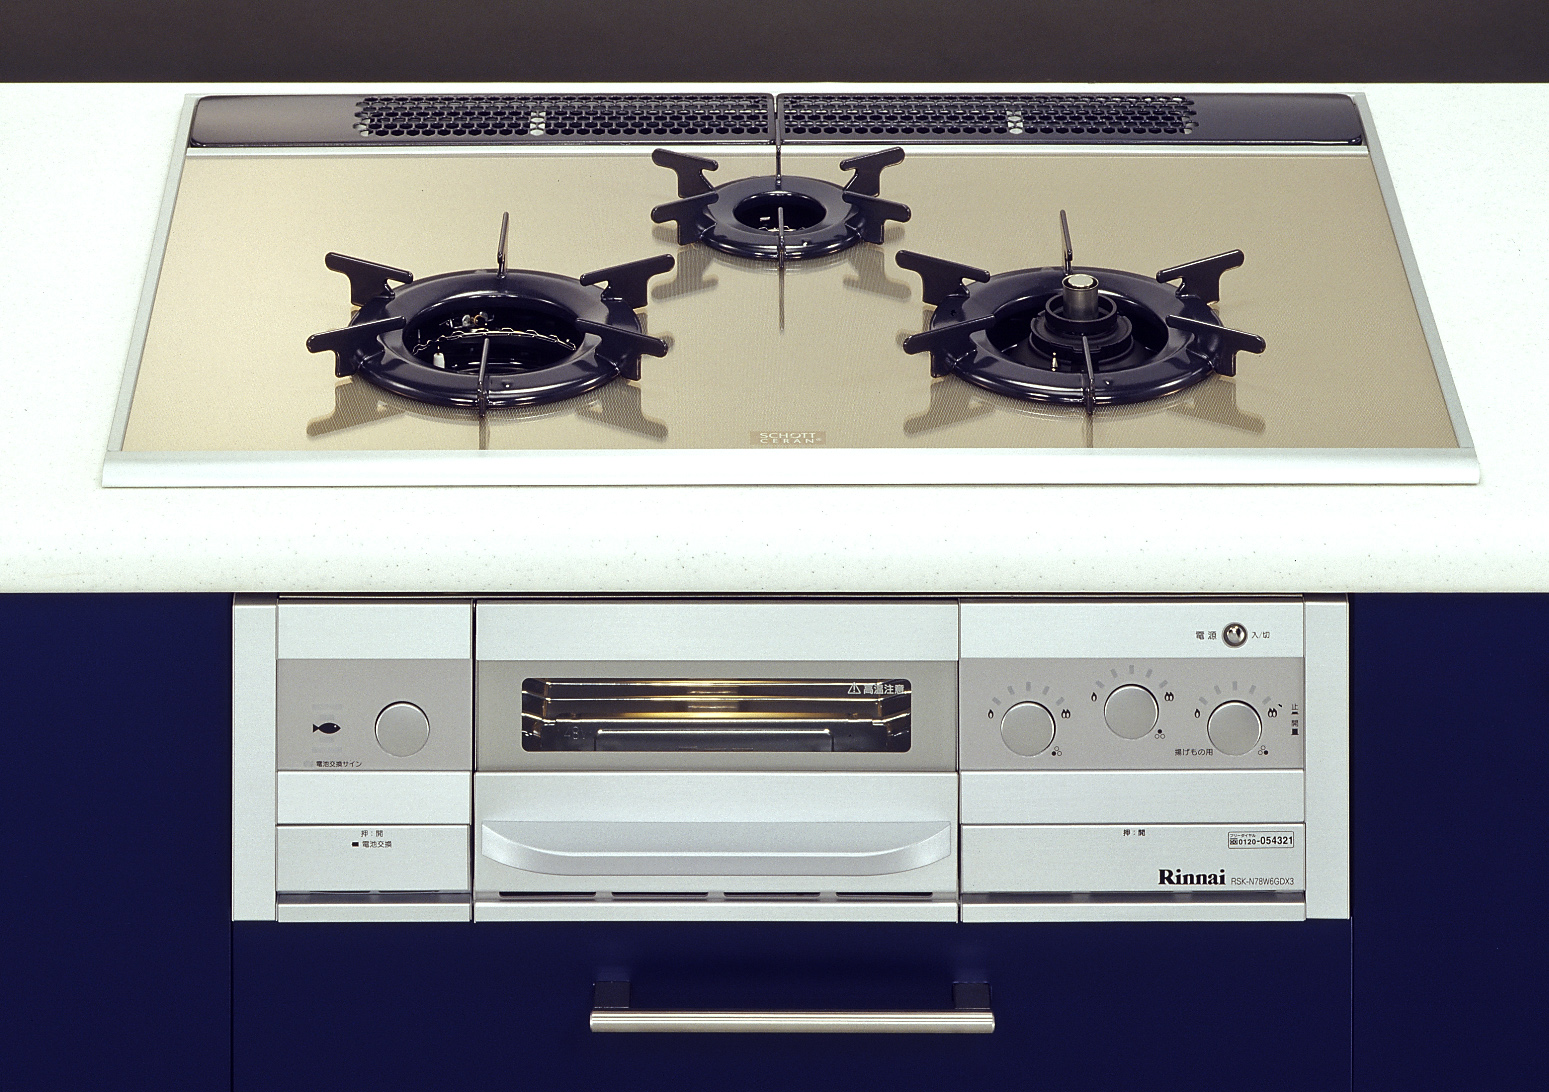 SCHOTT
CERAN®
電源 入/切
高温注意
止
開
揚げもの用
電池交換サイン
押:開
電池交換
押:開
フリーダイヤル
0120-054321
Rinnai RSK-N78W6GDX3